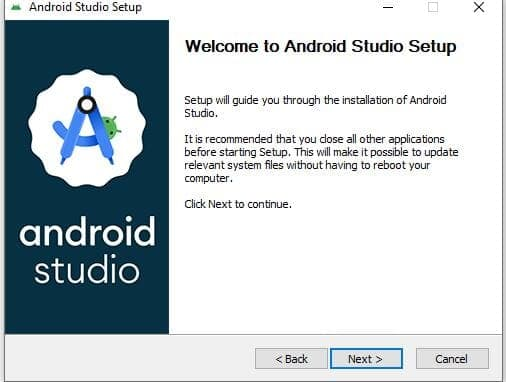 Android Studio Setup
Welcome to Android Studio Setup
Setup will guide you through the installation of Android
Studio.
It is recommended that you close all other applications
before starting Setup. This will make it possible to update
relevant system files without having to reboot your
computer.
Click Next to continue.
android
studio
< Back
Next >
Cancel